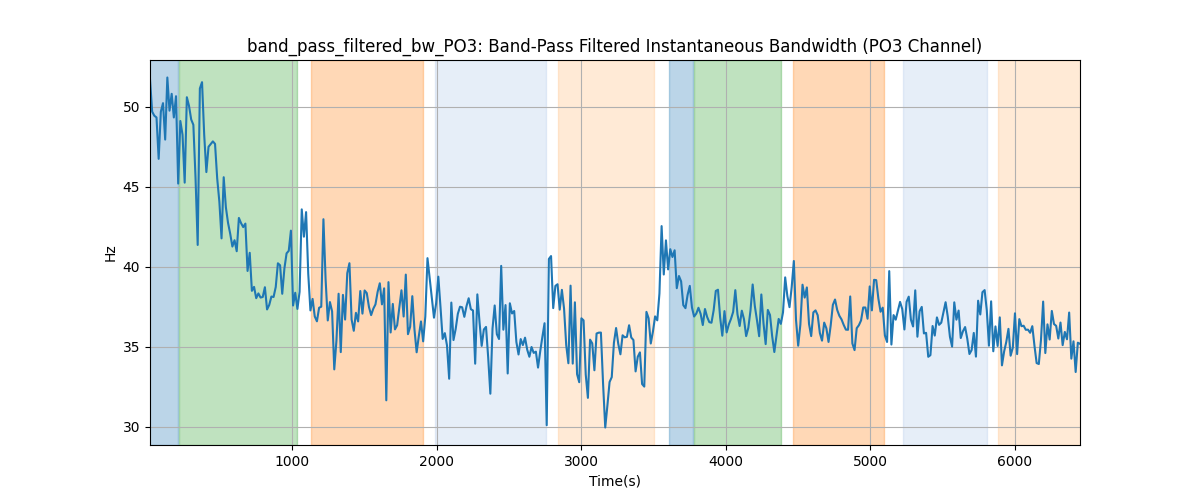 band_pass_filtered_bw_PO3: Band-Pass Filtered Instantaneous Bandwidth (PO3 Channel)
50
45
40
35
30
Hz
1000 2000 3000 4000 5000 6000
Time(s)